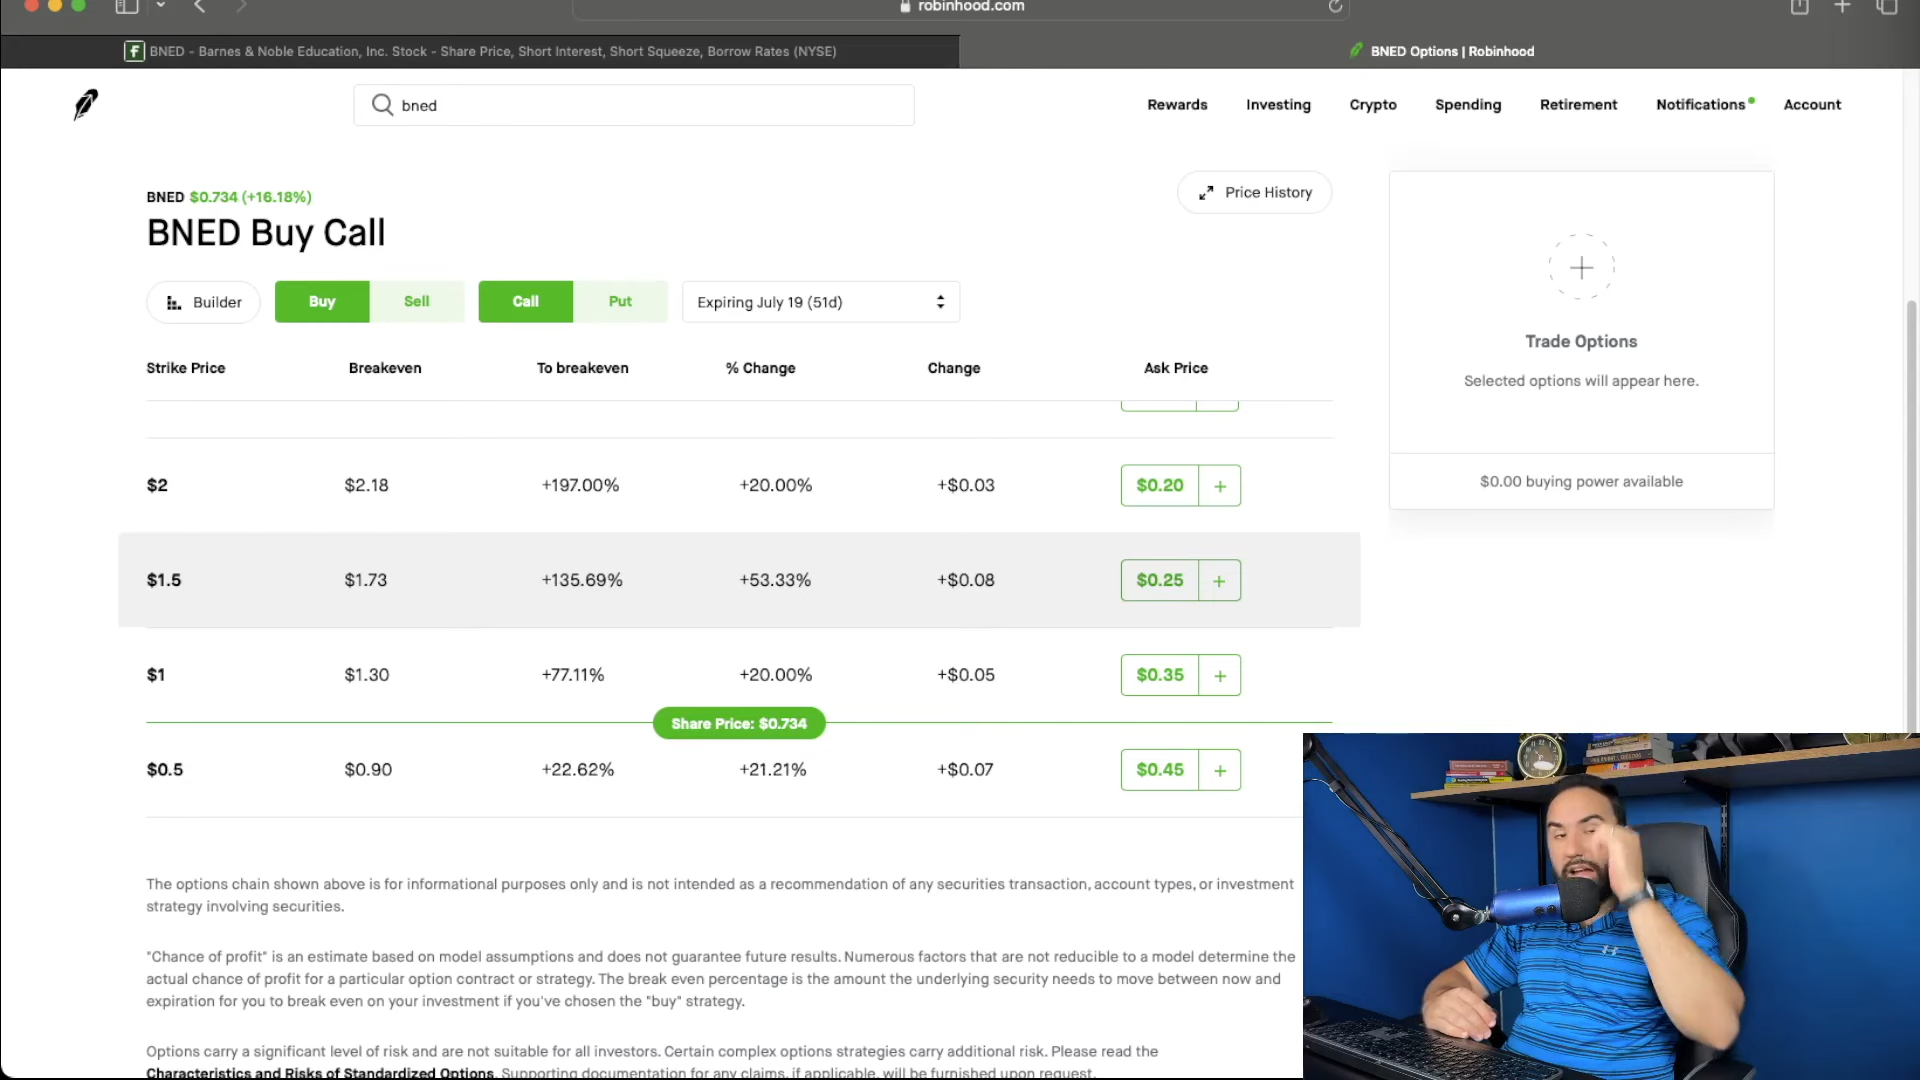 robinhood.com
BNED - Barnes & Noble Education, Inc. Stock - Share Price, Short Interest, Short Squeeze, Borrow Rates (NYSE)
BNED Options | Robinhood
bned
Rewards
Investing
Crypto
Spending
Retirement
Notifications
Account
BNED $0.734 (+16.18%)
BNED Buy Call
Price History
Builder
Buy
Sell
Call
Put
Expiring July 19 (51d)
Strike Price Breakeven To breakeven % Change Change Ask Price
$2 $2.18 +197.00% +20.00% +$0.03 $0.20 +
$1.5 $1.73 +135.69% +53.33% +$0.08 $0.25 +
$1 $1.30 +77.11% +20.00% +$0.05 $0.35 +
Share Price: $0.734
$0.5 $0.90 +22.62% +21.21% +$0.07 $0.45 +
Trade Options
Selected options will appear here.
$0.00 buying power available
The options chain shown above is for informational purposes only and is not intended as a recommendation of any securities transaction, account types, or investment
strategy involving securities.
"Chance of profit" is an estimate based on model assumptions and does not guarantee future results. Numerous factors that are not reducible to a model determine the
actual chance of profit for a particular option contract or strategy. The break even percentage is the amount the underlying security needs to move between now and
expiration for you to break even on your investment if you've chosen the "buy" strategy.
Options carry a significant level of risk and are not suitable for all investors. Certain complex options strategies carry additional risk. Please read the
Characteristics and Risks of Standardized Options. Supporting documentation for any claims, if applicable, will be furnished upon request.